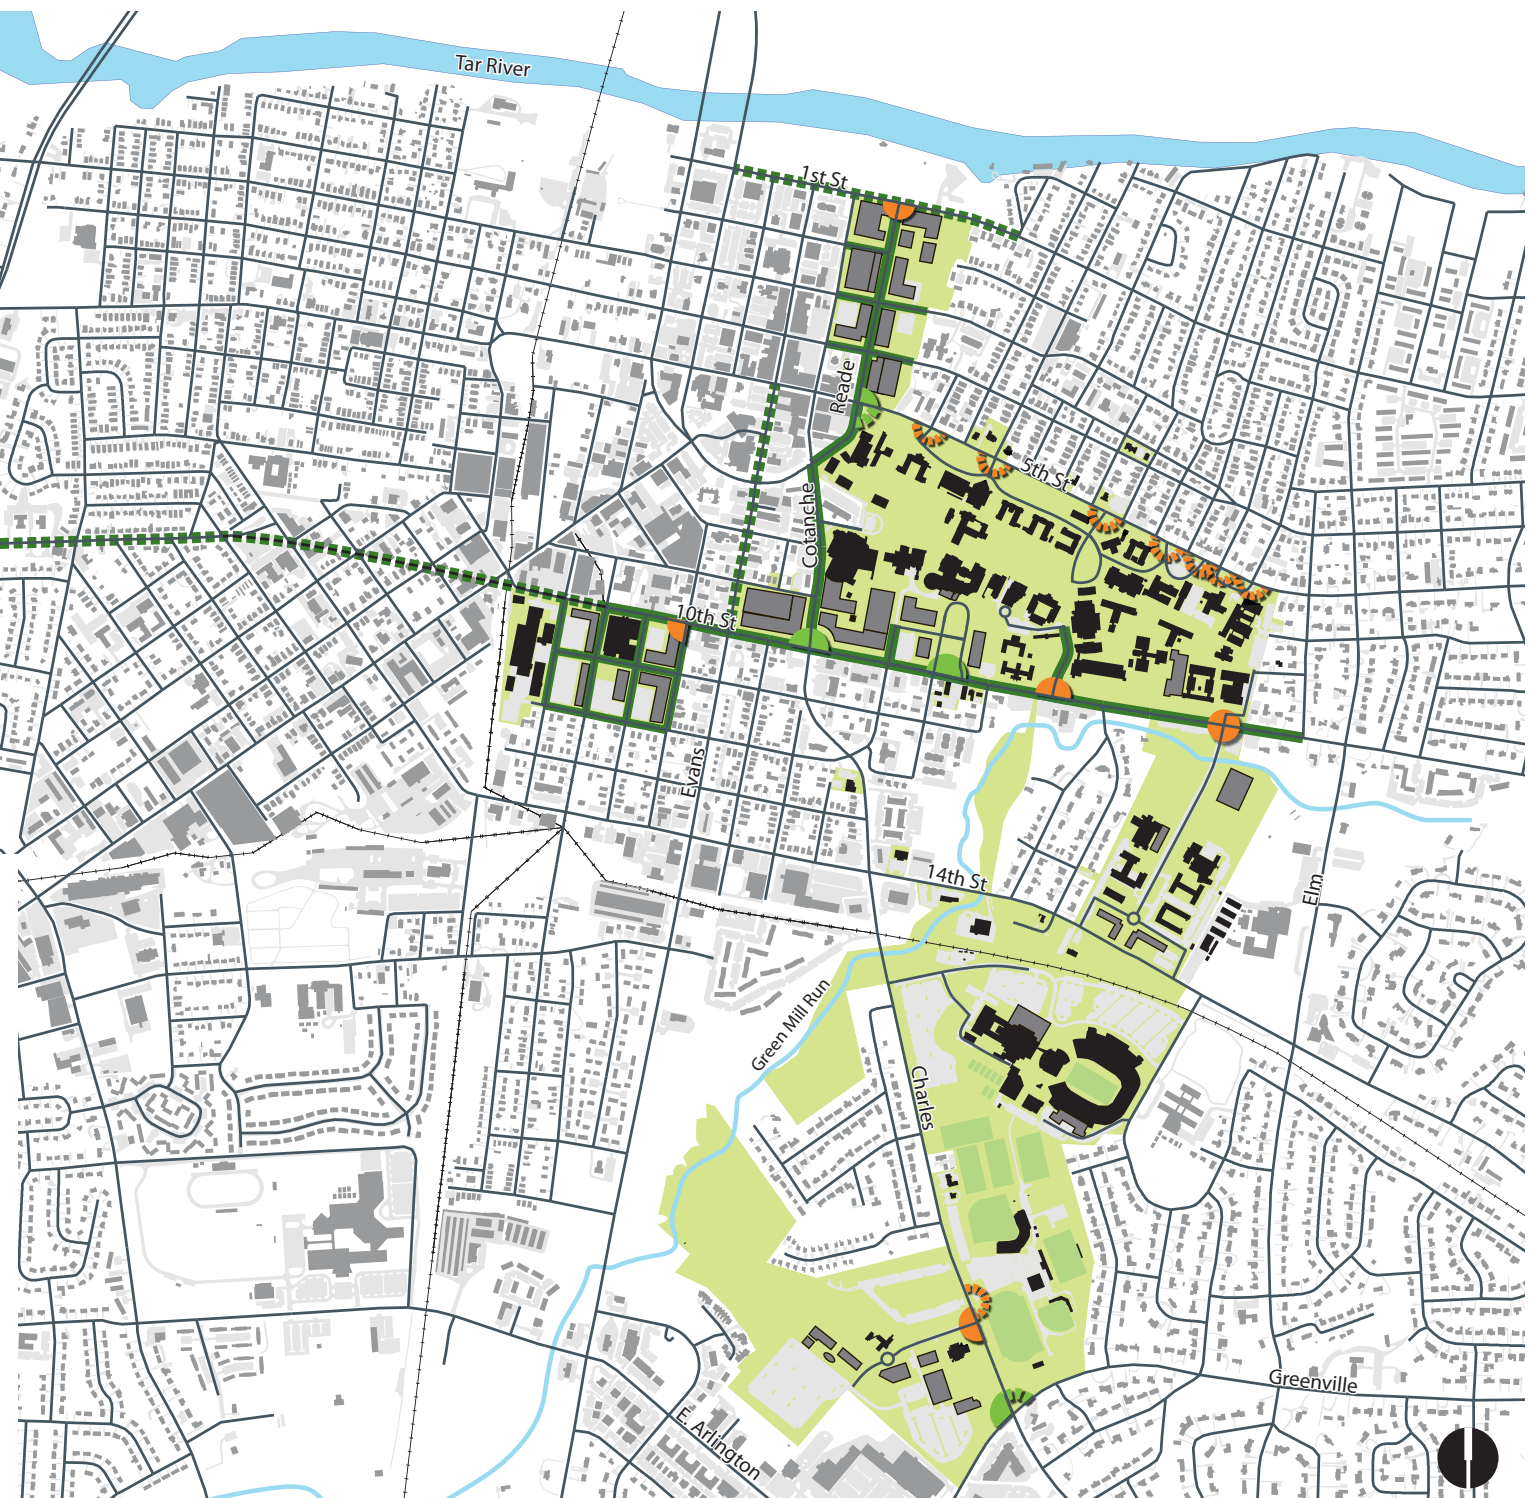 Tar River
1st St
Reade
5th St
Cotanche
10th St
Evans
14th St
Elm
Green Mill Run
Charles
Greenville
E. Arlington